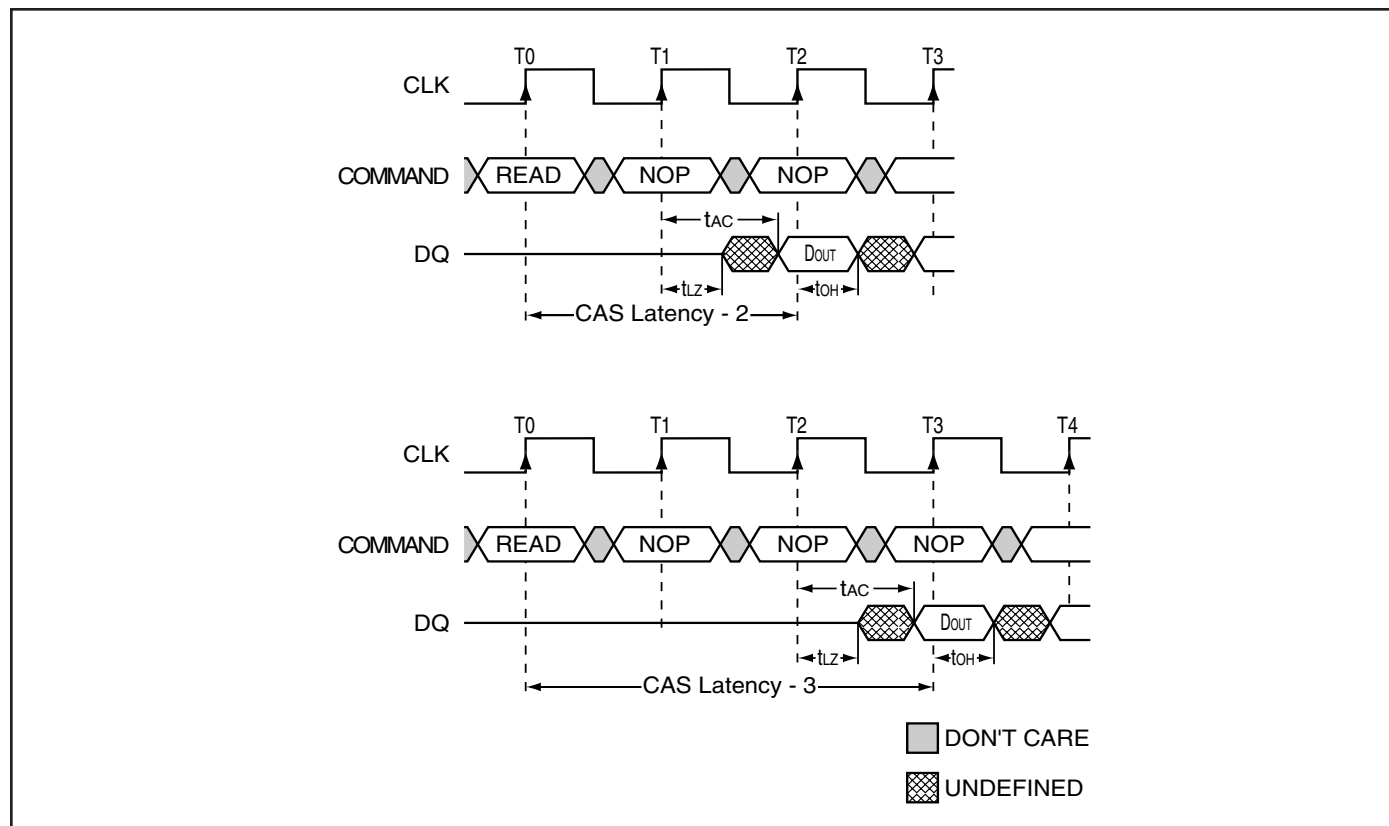 T0 T1 T2 T3
CLK
COMMAND READ NOP NOP
tAC
DQ DOUT
tLZ tOH
CAS Latency - 2
T0 T1 T2 T3 T4
CLK
COMMAND READ NOP NOP NOP
tAC
DQ DOUT
tLZ tOH
CAS Latency - 3
DON'T CARE
UNDEFINED